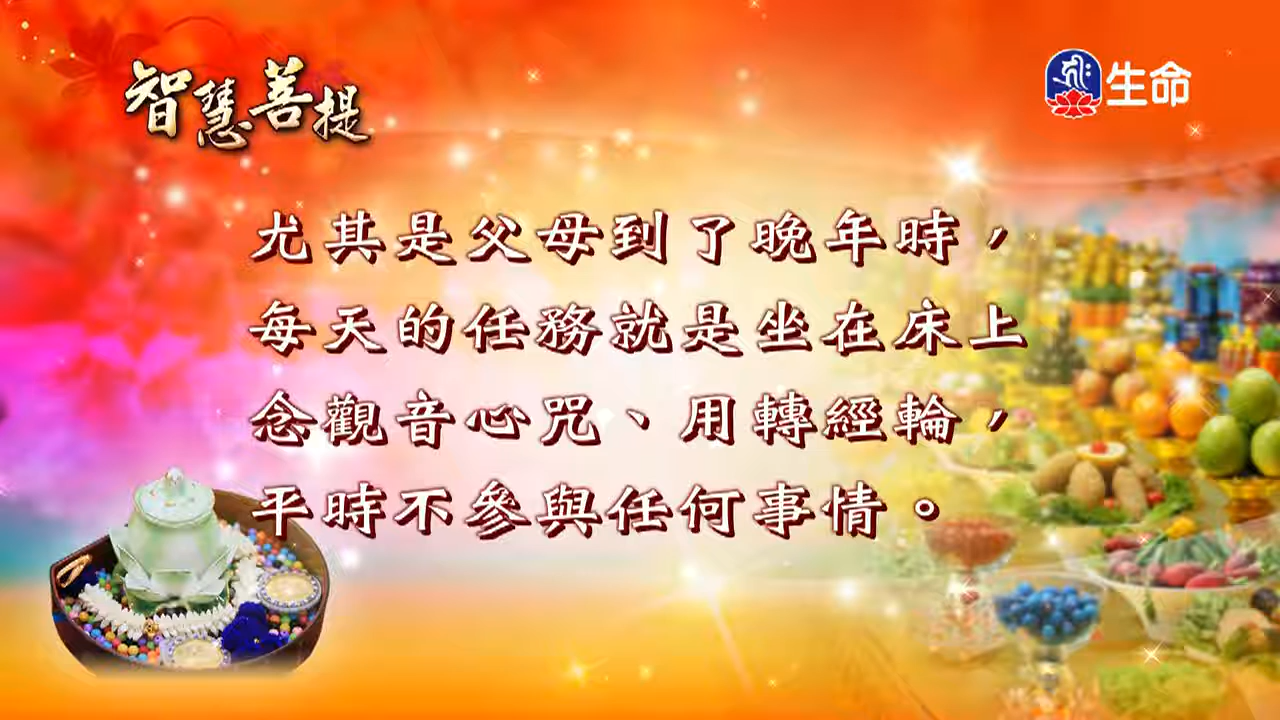 智慧菩提
生命
尤其是父母到了晚年時，
每天的任務就是坐在床上
念觀音心咒、用轉經輪，
平時不參與任何事情。